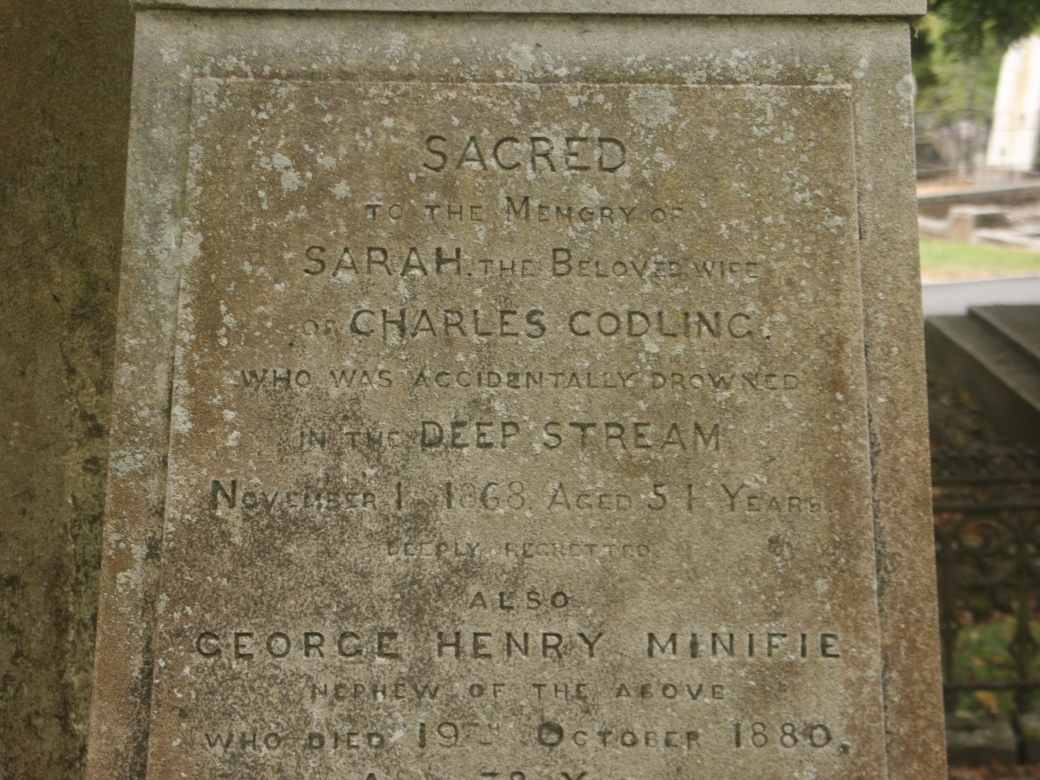 SACRED
TO THE MEMORY OF
SARAH. THE BELOVED WIFE
OF CHARLES CODLING.
WHO WAS ACCIDENTALLY DROWNED
IN THE DEEP STREAM
NOVEMBER 1 1868. AGED 51 YEARS.
DEEPLY REGRETTED.
ALSO
GEORGE HENRY MINIFIE
NEPHEW OF THE ABOVE
WHO DIED 19TH OCTOBER 1880.